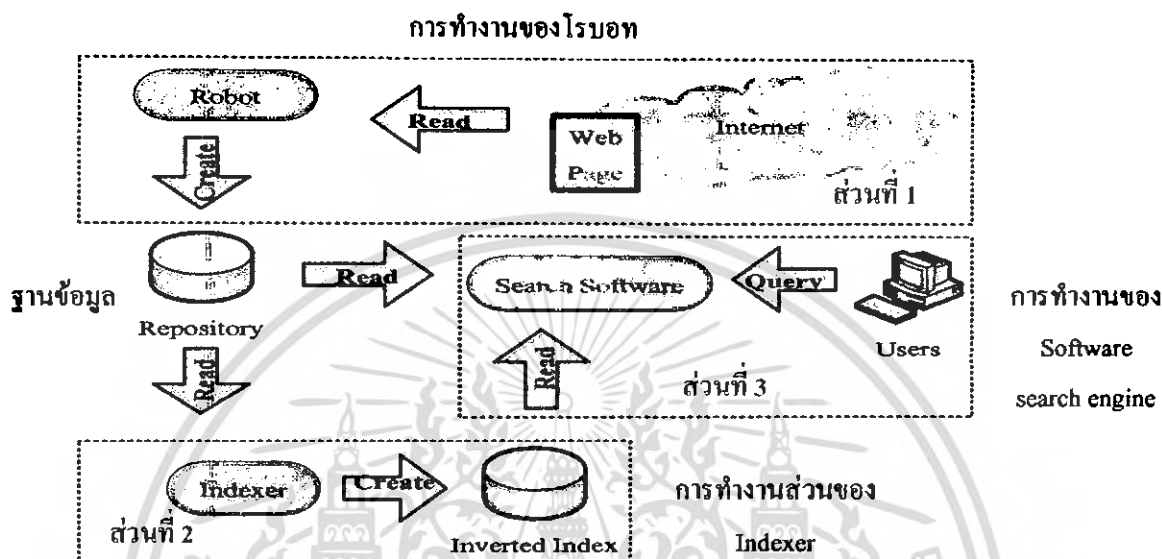 การทำงานของโรบอท
Robot
Read
Web
Page
Internet
Create
ส่วนที่ 1
ฐานข้อมูล
Repository
Read
Search Software
Query
Users
การทำงานของ
Software
search engine
Read
Read
ส่วนที่ 3
Indexer
Create
Inverted Index
ส่วนที่ 2
การทำงานส่วนของ
Indexer